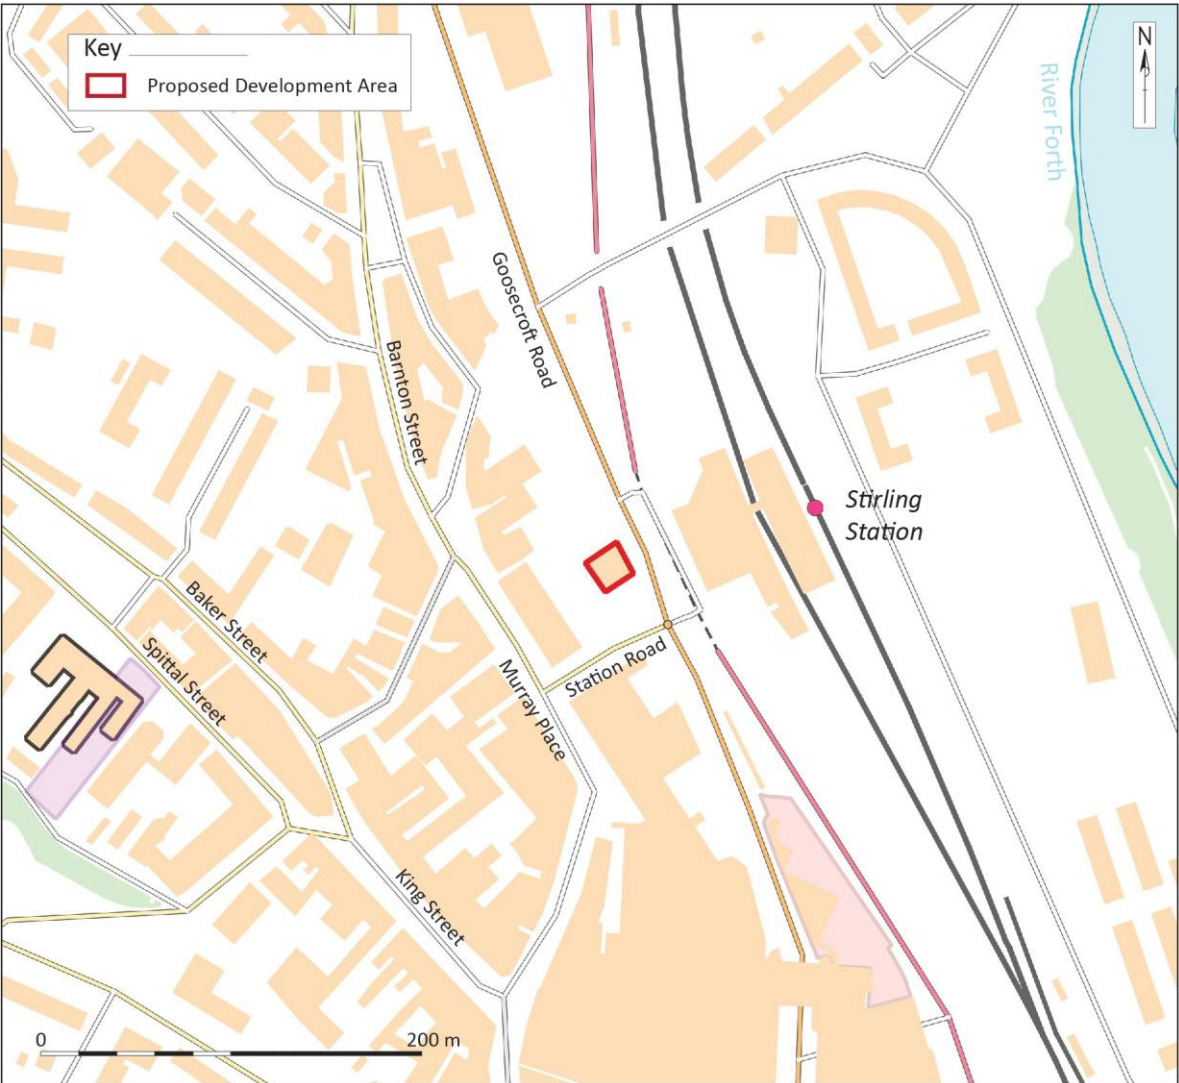 Key
Proposed Development Area
N
River Forth
Goosecroft Road
Barnton Street
Stirling
Station
Baker Street
Spittal Street
Station Road
Murray Place
King Street
0
200 m